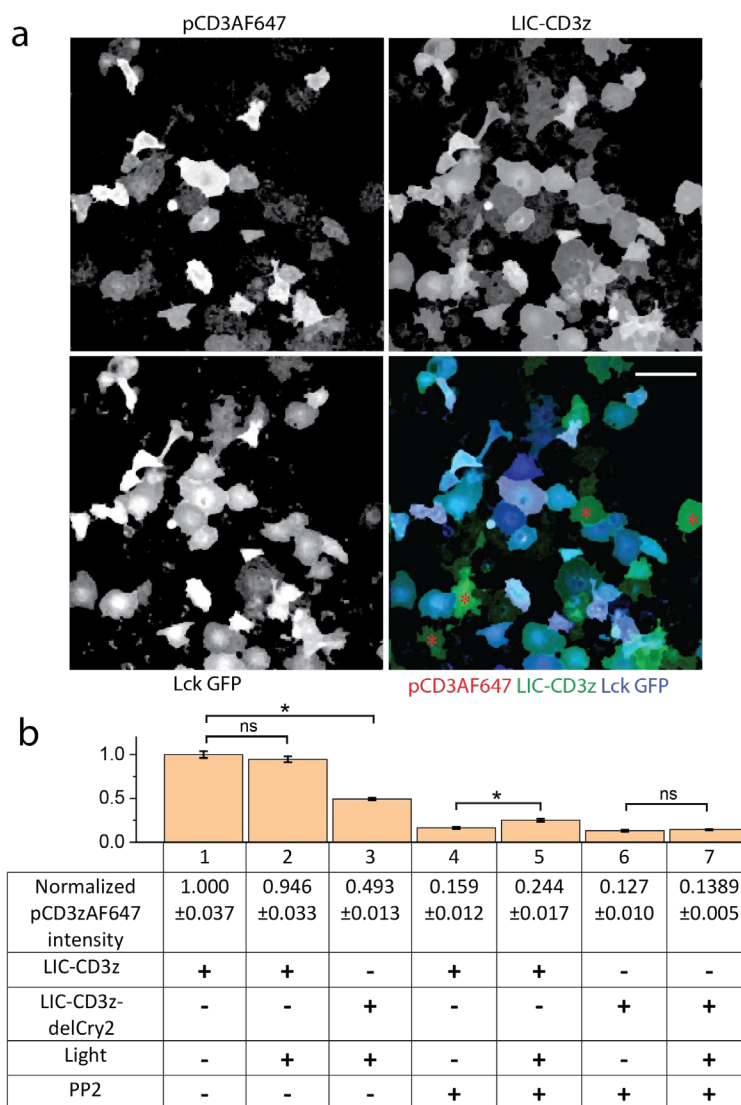 a
pCD3AF647 LIC-CD3z
* * * *
Lck GFP pCD3AF647 LIC-CD3z Lck GFP
b
*
ns
*
ns
1.0
0.5
0.0
1 2 3 4 5 6 7
Normalized pCD3zAF647 intensity 1.000 ±0.037 0.946 ±0.033 0.493 ±0.013 0.159 ±0.012 0.244 ±0.017 0.127 ±0.010 0.1389 ±0.005
LIC-CD3z + + - + + - -
LIC-CD3z-delCry2 - - + - - + +
Light - + + - + - +
PP2 - - - + + + +